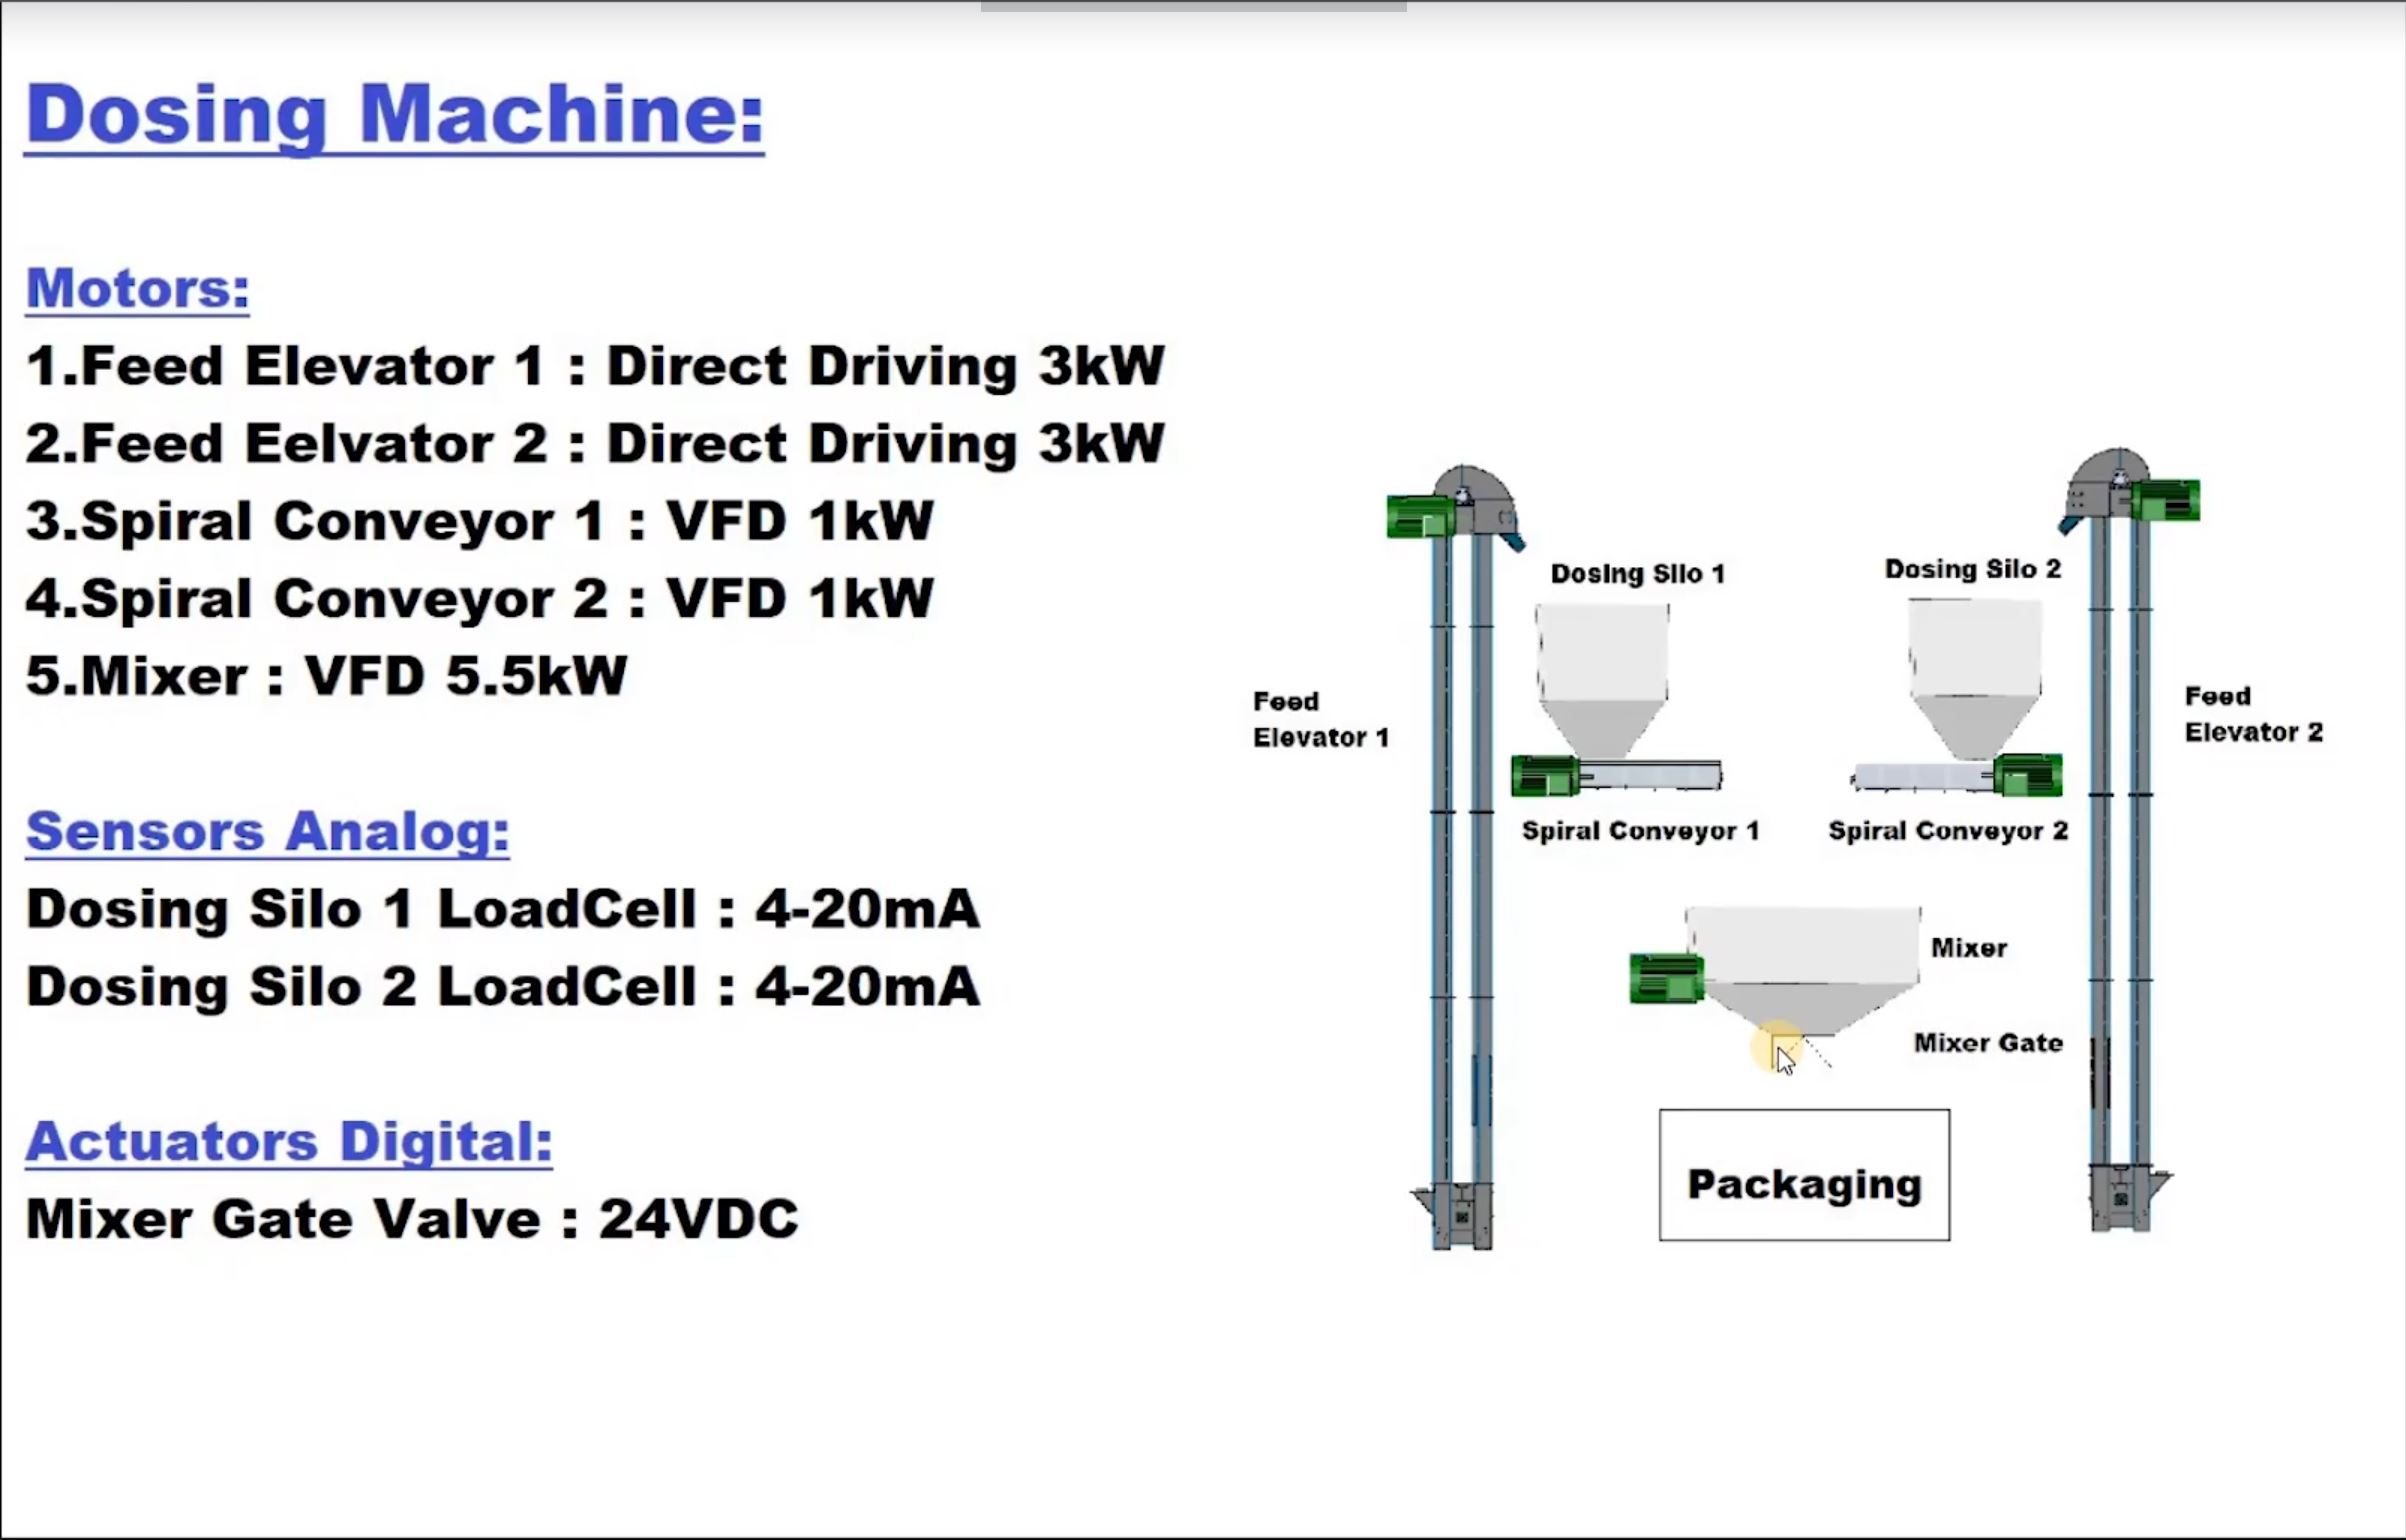 Dosing Machine:
Motors:
1.Feed Elevator 1 : Direct Driving 3kW
2.Feed Eelvator 2 : Direct Driving 3kW
3.Spiral Conveyor 1 : VFD 1kW
4.Spiral Conveyor 2 : VFD 1kW
5.Mixer : VFD 5.5kW
Sensors Analog:
Dosing Silo 1 LoadCell : 4-20mA
Dosing Silo 2 LoadCell : 4-20mA
Actuators Digital:
Mixer Gate Valve : 24VDC
Dosing Silo 1
Dosing Silo 2
Feed
Elevator 1
Feed
Elevator 2
Spiral Conveyor 1
Spiral Conveyor 2
Mixer
Mixer Gate
Packaging